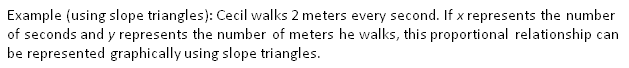 Example (using slope triangles): Cecil walks 2 meters every second. If x represents the number
of seconds and y represents the number of meters he walks, this proportional relationship can
be represented graphically using slope triangles.